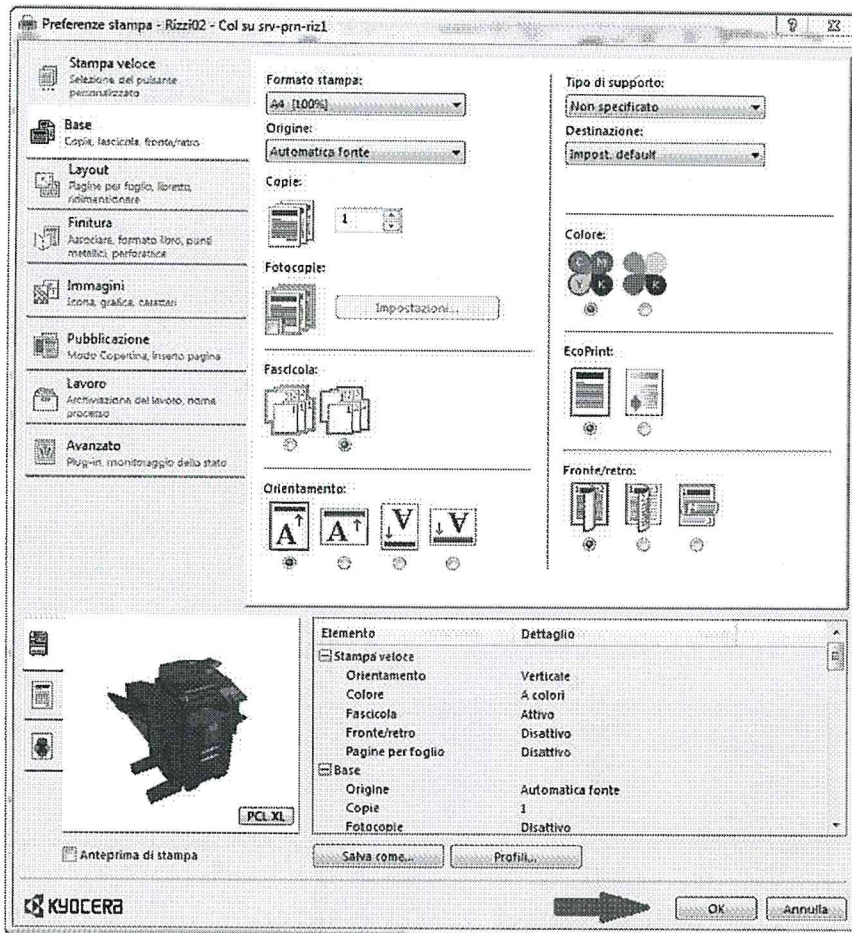 Preferenze stampa - Rizzi02 - Col su srv-prn-riz1
Stampa veloce
Selezione del pulsante
personalizzato
Base
Copie, fascicola, fronte/retro
Layout
Pagine per foglio, libretto,
ridimensionare
Finitura
Associare, formato libro, punti
metallici, perforatrice
Immagini
Icona, grafica, caratteri
Pubblicazione
Modo Copertina, Inserto pagina
Lavoro
Archiviazione del lavoro, nome
processo
Avanzato
Plug-in, monitoraggio dello stato
Formato stampa:
A4 [100%]
Origine:
Automatica fonte
Copie:
1
Fotocopie:
Impostazioni...
Fascicola:
Orientamento:
A A A A
Tipo di supporto:
Non specificato
Destinazione:
Impost. default
Colore:
C M
Y K K
EcoPrint:
Fronte/retro:
PCL XL
Anteprima di stampa
Elemento Dettaglio
Stampa veloce
Orientamento Verticale
Colore A colori
Fascicola Attivo
Fronte/retro Disattivo
Pagine per foglio Disattivo
Base
Origine Automatica fonte
Copie 1
Fotocopie Disattivo
Salva come... Profili...
KYOCERA
OK Annulla